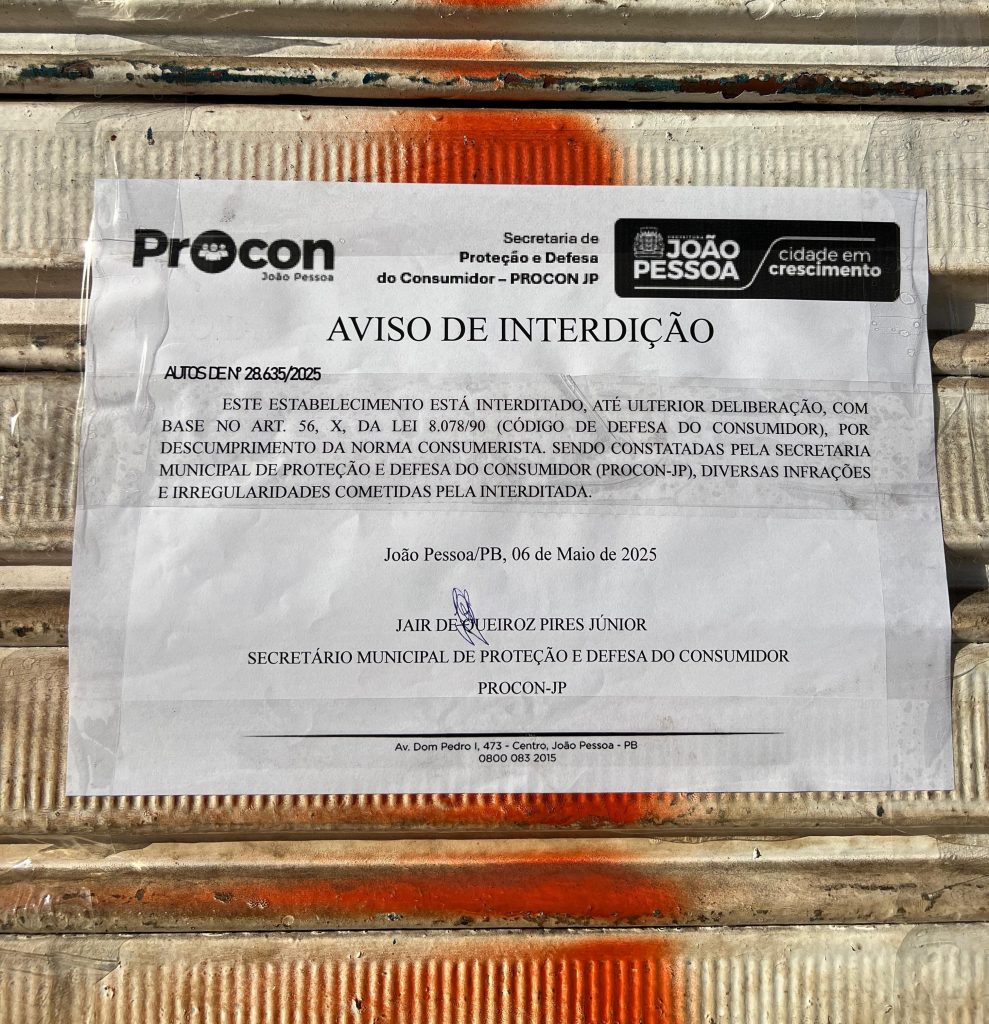 Procon
João Pessoa
Secretaria de
Proteção e Defesa
do Consumidor – PROCON JP
PREFEITURA
JOÃO
PESSOA
cidade em
crescimento
AVISO DE INTERDIÇÃO
AUTOS DE Nº 28.635/2025
ESTE ESTABELECIMENTO ESTÁ INTERDITADO, ATÉ ULTERIOR DELIBERAÇÃO, COM
BASE NO ART. 56, X, DA LEI 8.078/90 (CÓDIGO DE DEFESA DO CONSUMIDOR), POR
DESCUMPRIMENTO DA NORMA CONSUMERISTA. SENDO CONSTATADAS PELA SECRETARIA
MUNICIPAL DE PROTEÇÃO E DEFESA DO CONSUMIDOR (PROCON-JP), DIVERSAS INFRAÇÕES
E IRREGULARIDADES COMETIDAS PELA INTERDITADA.
João Pessoa/PB, 06 de Maio de 2025
JAIR DE QUEIROZ PIRES JÚNIOR
SECRETÁRIO MUNICIPAL DE PROTEÇÃO E DEFESA DO CONSUMIDOR
PROCON-JP
Av. Dom Pedro I, 473 - Centro, João Pessoa - PB
0800 083 2015